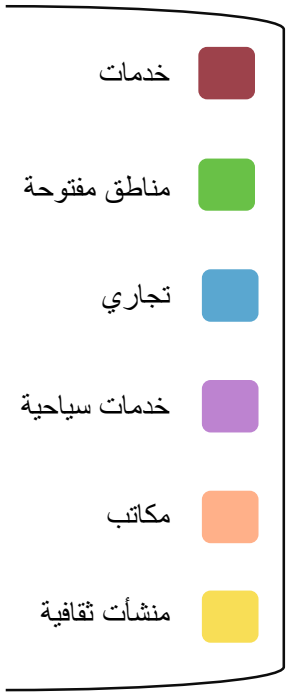 خدمات
مناطق مفتوحة
تجاري
خدمات سياحية
مكاتب
منشأت ثقافية